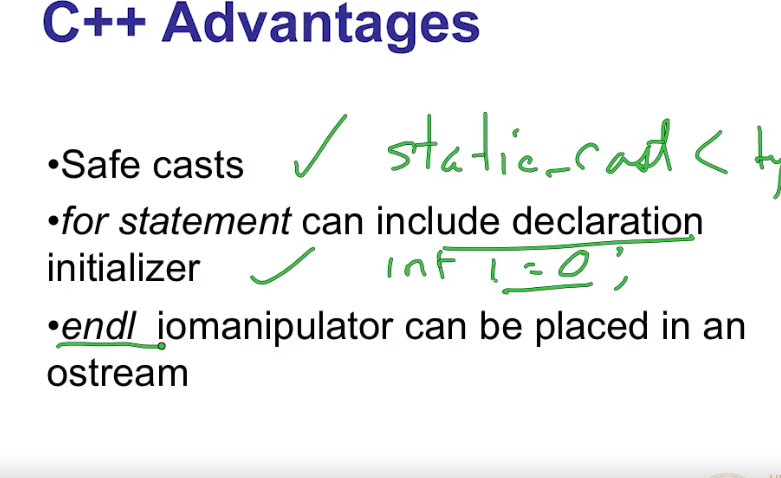 C++ Advantages
•Safe casts ✓ static_cast < ty
•for statement can include declaration
initializer ✓ int i = 0 ;
•endl iomanipulator can be placed in an
ostream